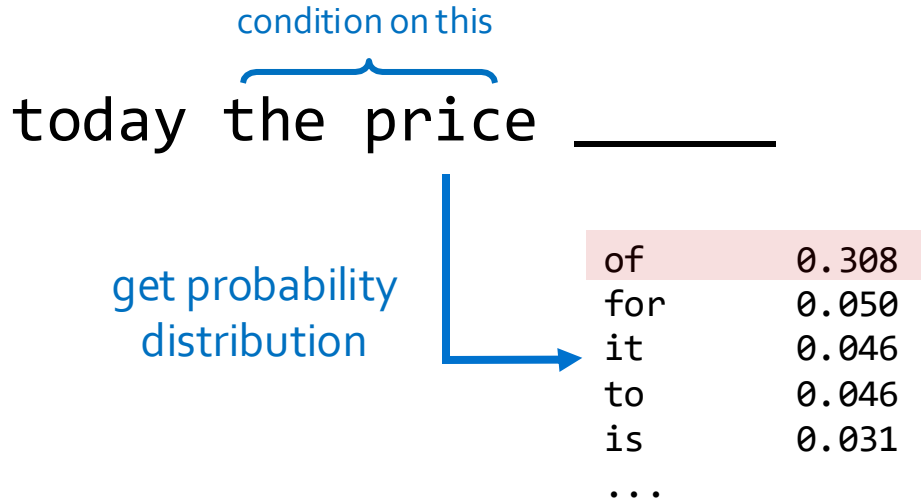 condition on this
today the price ______
get probability
distribution
of 0.308
for 0.050
it 0.046
to 0.046
is 0.031
...